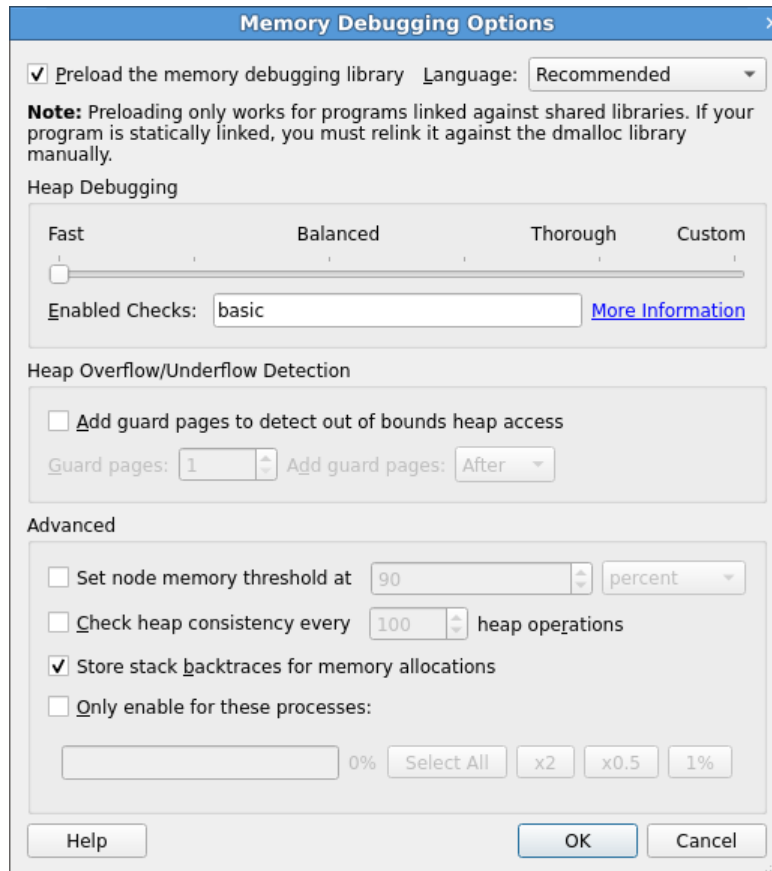 Memory Debugging Options
Preload the memory debugging library Language: Recommended
Note: Preloading only works for programs linked against shared libraries. If your
program is statically linked, you must relink it against the dmalloc library
manually.
Heap Debugging
Fast Balanced Thorough Custom
Enabled Checks: basic More Information
Heap Overflow/Underflow Detection
Add guard pages to detect out of bounds heap access
Guard pages: 1 Add guard pages: After
Advanced
Set node memory threshold at 90 percent
Check heap consistency every 100 heap operations
Store stack backtraces for memory allocations
Only enable for these processes:
0% Select All x2 x0.5 1%
Help OK Cancel